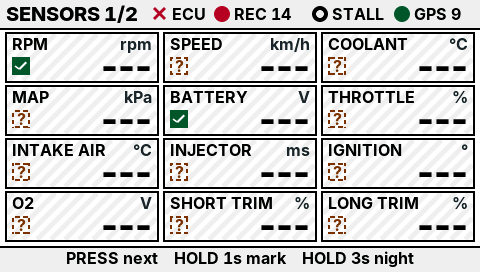 SENSORS 1/2 ECU REC 14 STALL GPS 9
RPM rpm SPEED km/h COOLANT °C
--- ? --- ? ---
MAP kPa BATTERY V THROTTLE %
? --- --- ? ---
INTAKE AIR °C INJECTOR ms IGNITION °
? --- ? --- ? ---
O2 V SHORT TRIM % LONG TRIM %
? --- ? --- ? ---
PRESS next HOLD 1s mark HOLD 3s night